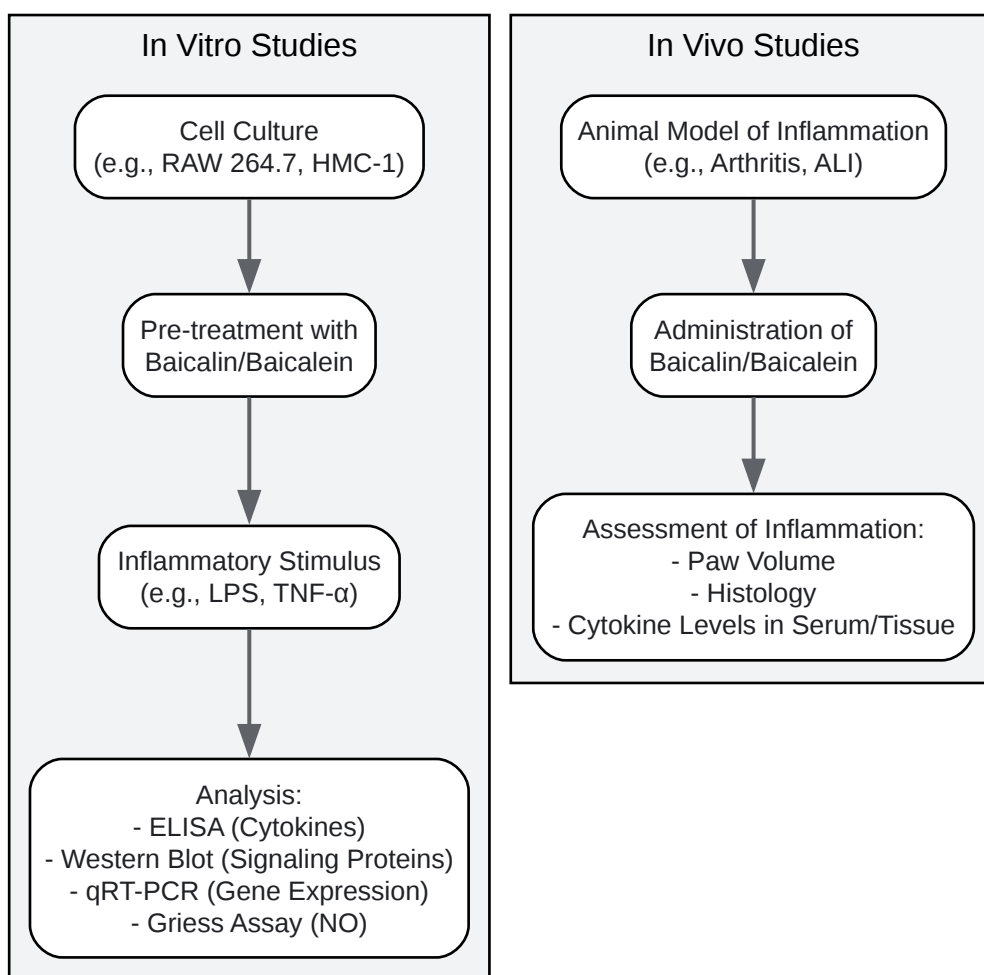 In Vitro Studies
Cell Culture
(e.g., RAW 264.7, HMC-1)
Pre-treatment with
Baicalin/Baicalein
Inflammatory Stimulus
(e.g., LPS, TNF-α)
Analysis:
- ELISA (Cytokines)
- Western Blot (Signaling Proteins)
- qRT-PCR (Gene Expression)
- Griess Assay (NO)
In Vivo Studies
Animal Model of Inflammation
(e.g., Arthritis, ALI)
Administration of
Baicalin/Baicalein
Assessment of Inflammation:
- Paw Volume
- Histology
- Cytokine Levels in Serum/Tissue